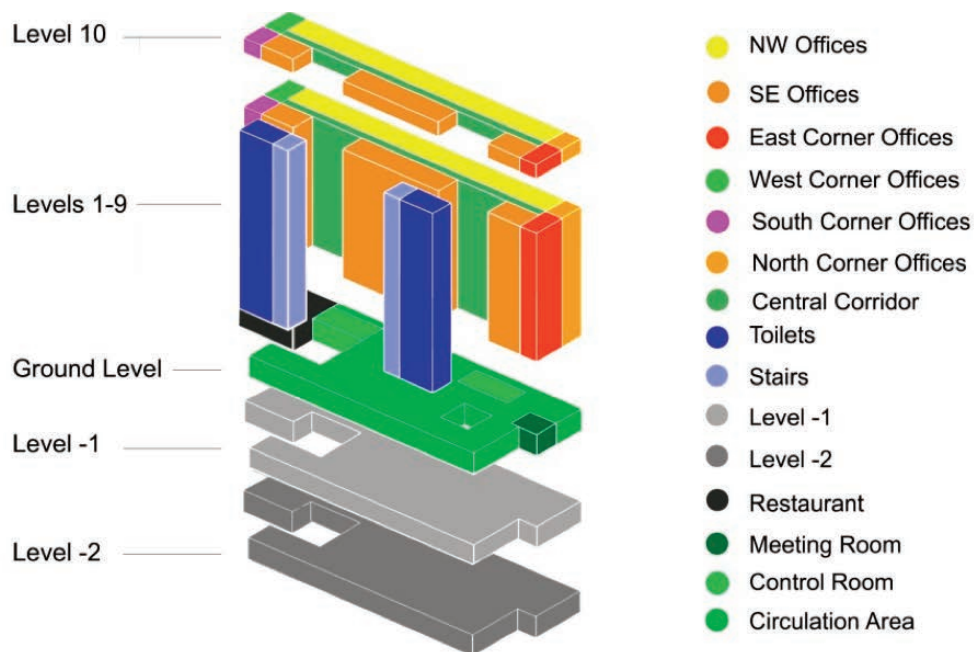 Level 10
Levels 1-9
Ground Level
Level -1
Level -2
NW Offices
SE Offices
East Corner Offices
West Corner Offices
South Corner Offices
North Corner Offices
Central Corridor
Toilets
Stairs
Level -1
Level -2
Restaurant
Meeting Room
Control Room
Circulation Area